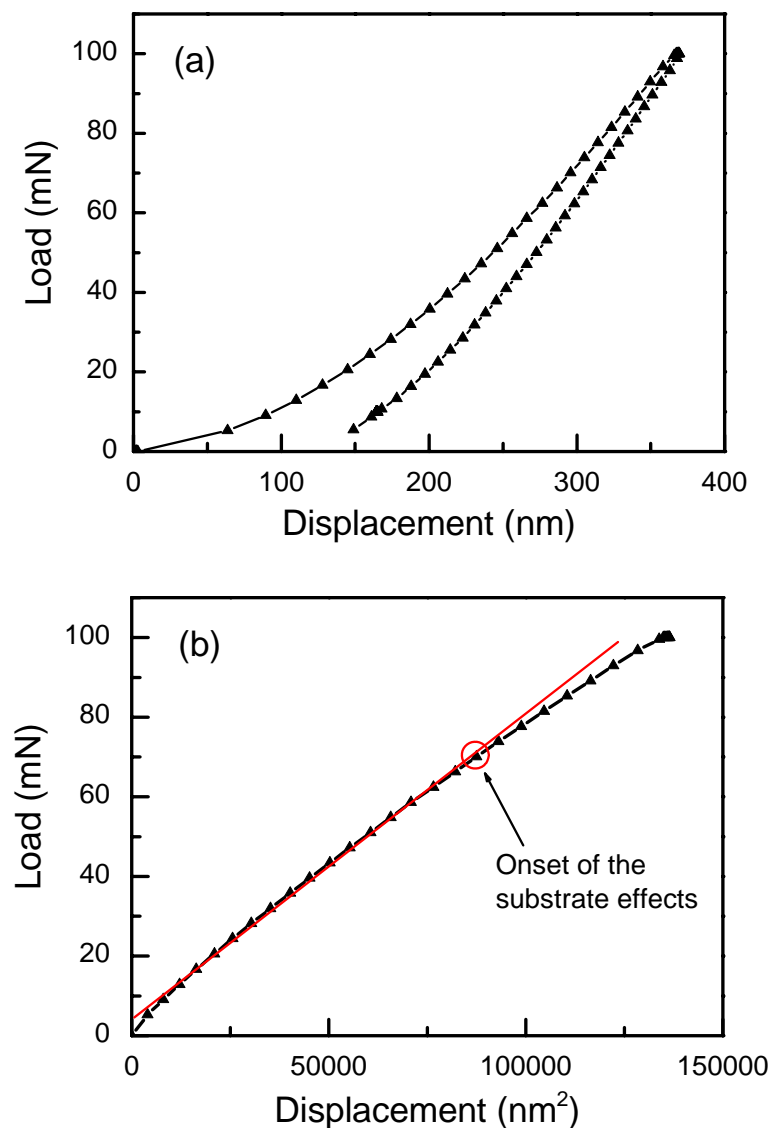 (a)
100
80
60
40
20
0
Load (mN)
0 100 200 300 400
Displacement (nm)
(b)
100
80
60
40
20
0
Load (mN)
Onset of the
substrate effects
0 50000 100000 150000
Displacement (nm²)